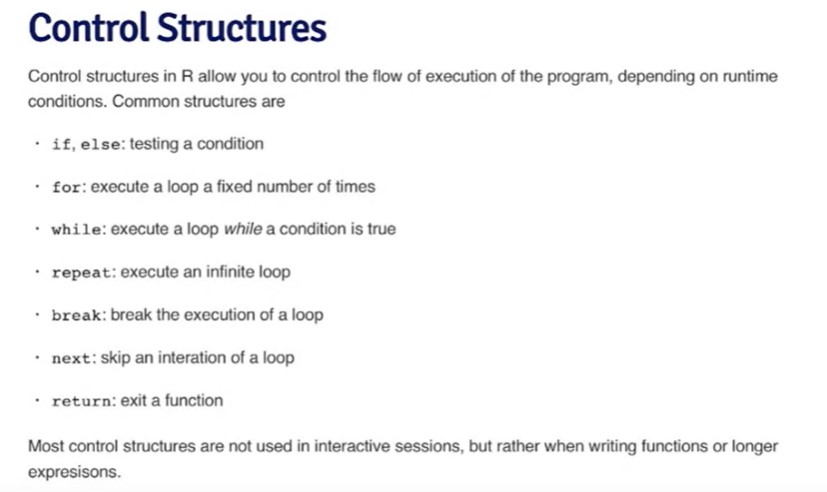 Control Structures
Control structures in R allow you to control the flow of execution of the program, depending on runtime
conditions. Common structures are
· if, else: testing a condition
· for: execute a loop a fixed number of times
· while: execute a loop while a condition is true
· repeat: execute an infinite loop
· break: break the execution of a loop
· next: skip an interation of a loop
· return: exit a function
Most control structures are not used in interactive sessions, but rather when writing functions or longer
expresisons.